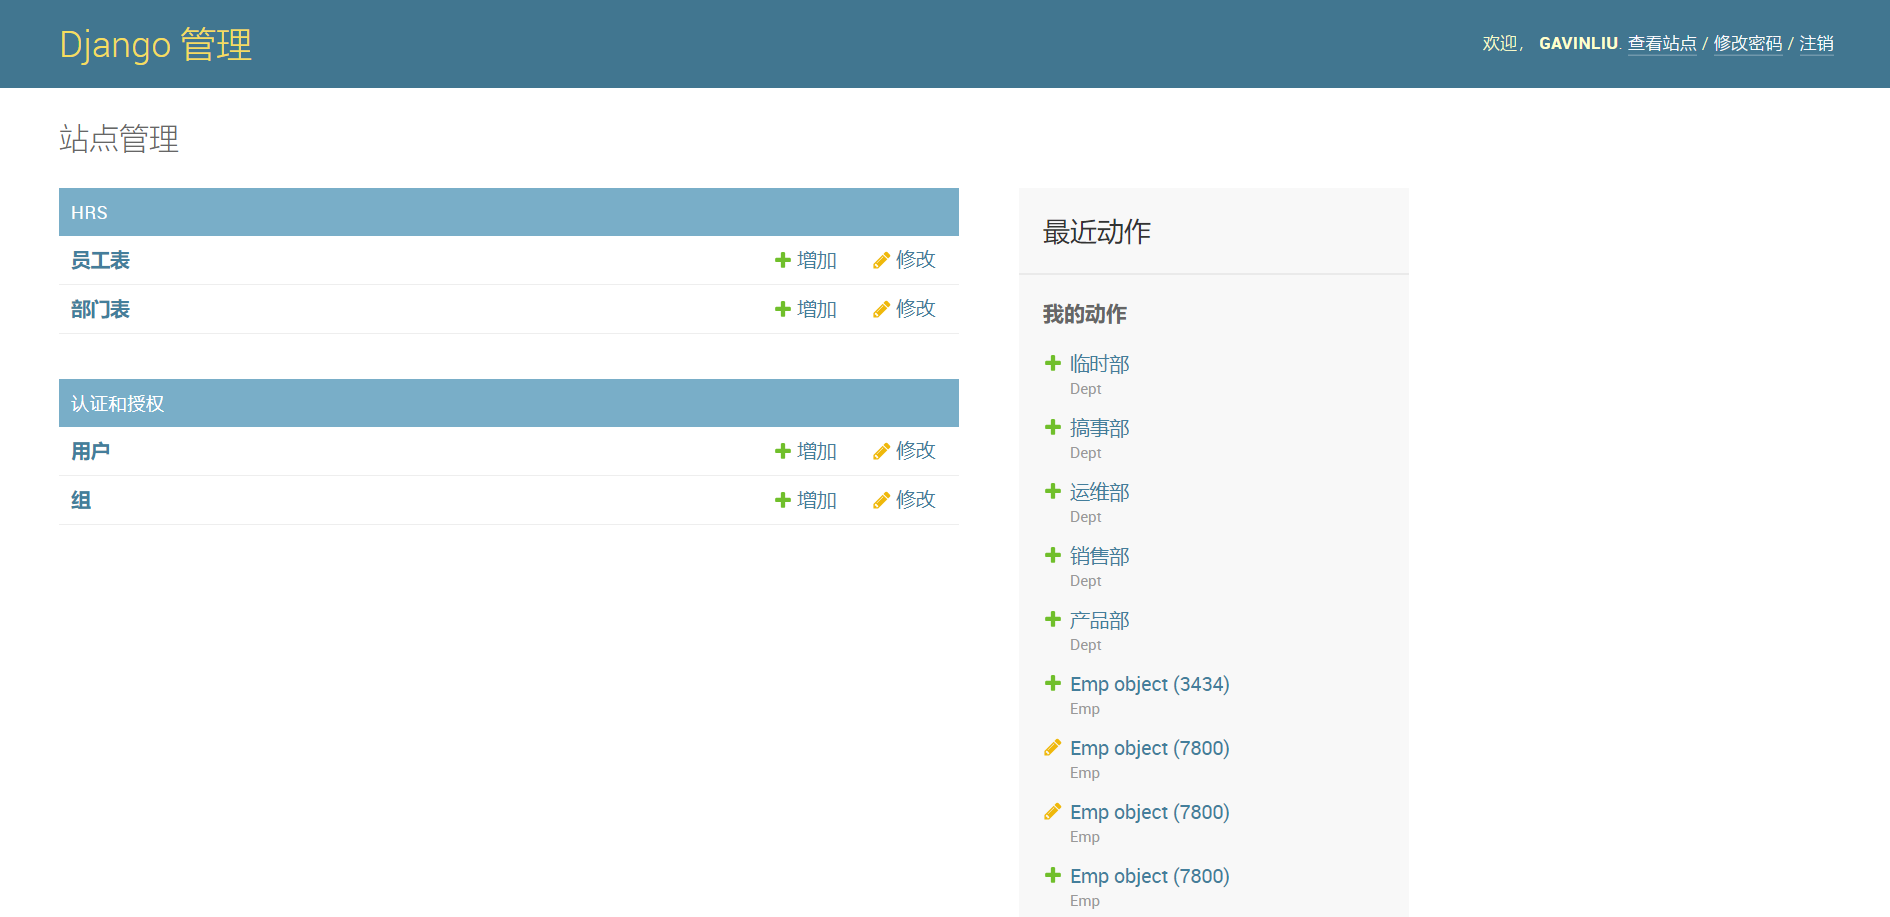 Django 管理
欢迎， GAVINLIU. 查看站点 / 修改密码 / 注销
站点管理
HRS
员工表 增加 修改
部门表 增加 修改
认证和授权
用户 增加 修改
组 增加 修改
最近动作
我的动作
临时部
Dept
搞事部
Dept
运维部
Dept
销售部
Dept
产品部
Dept
Emp object (3434)
Emp
Emp object (7800)
Emp
Emp object (7800)
Emp
Emp object (7800)
Emp